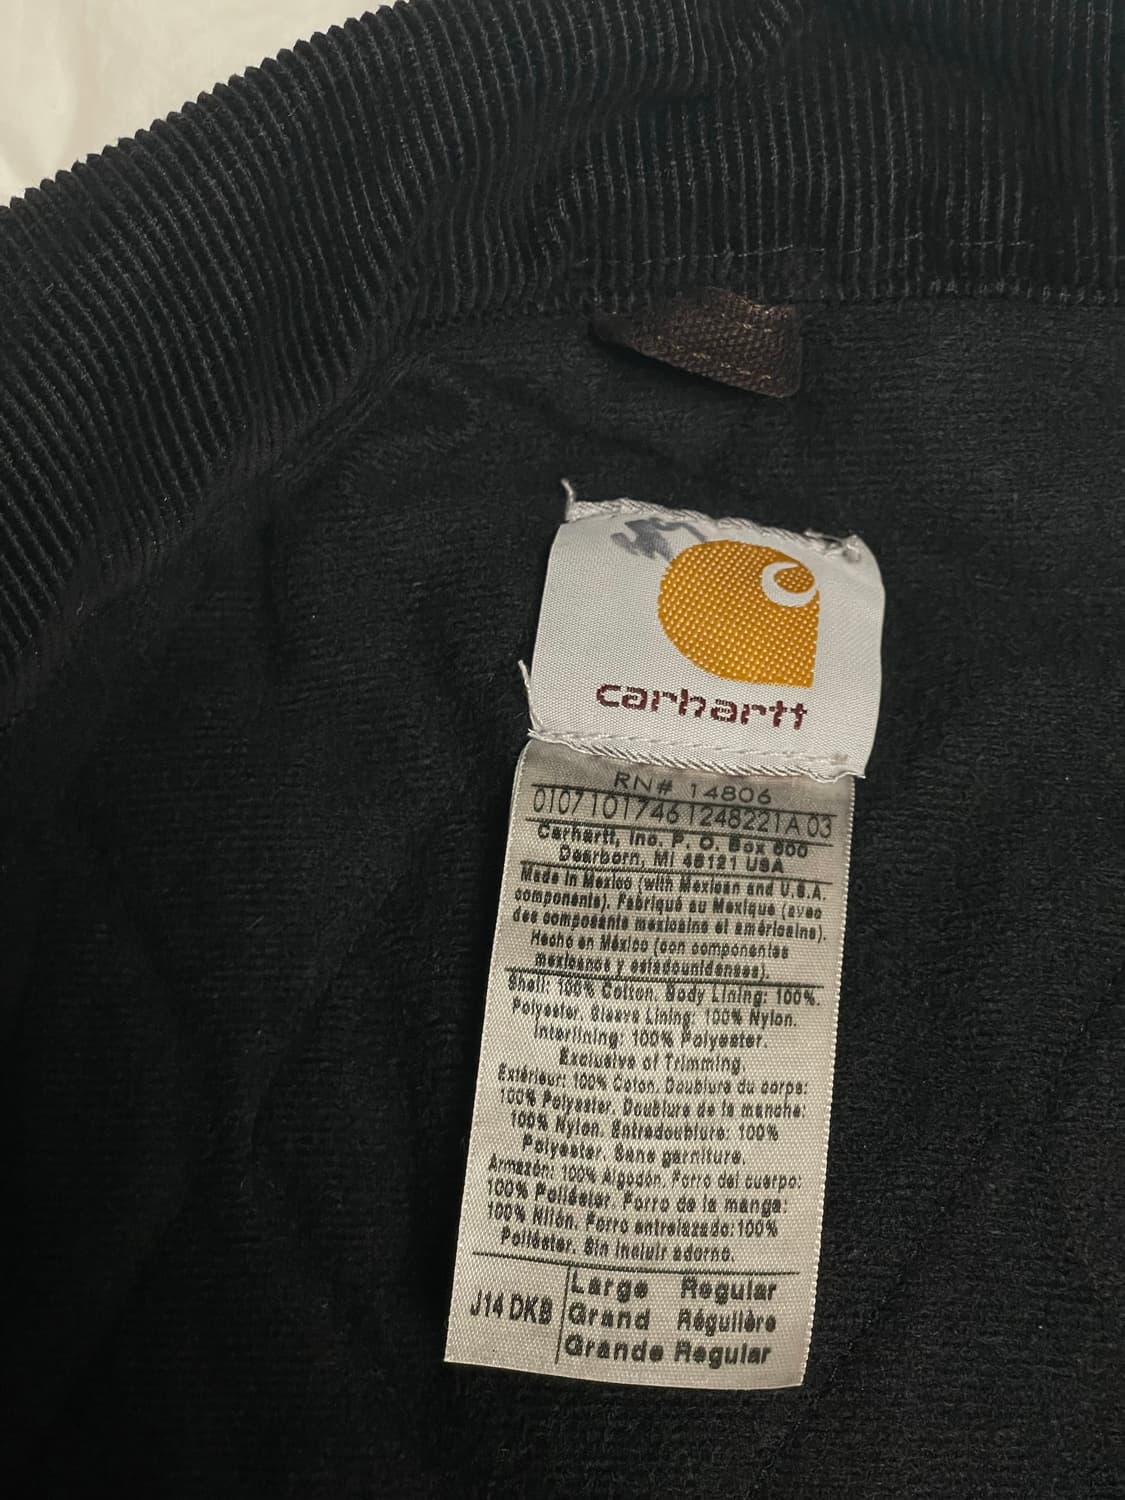 carhartt
RN# 14806
0107101746124822​1A 03
Carhartt, Inc. P. O. Box 600
Dearborn, MI 48121 USA
Made in Mexico (with Mexican and U.S.A.
components). Fabriqué au Mexique (avec
des composants mexicains et américains).
Hecho en México (con componentes
mexicanos y estadounidenses).
Shell: 100% Cotton. Body Lining: 100%.
Polyester. Sleeve Lining: 100% Nylon.
Interlining: 100% Polyester.
Exclusive of Trimming.
Extérieur: 100% Coton. Doublure du corps:
100% Polyester. Doublure de la manche:
100% Nylon. Entredoublure: 100%
Polyester. Sans garniture.
Armazón: 100% Algodón. Forro del cuerpo:
100% Poliéster. Forro de la manga:
100% Nilón. Forro entrelazado:100%
Poliéster. Sin incluir adorno.
J14 DKB
Large Regular
Grand Régulière
Grande Regular